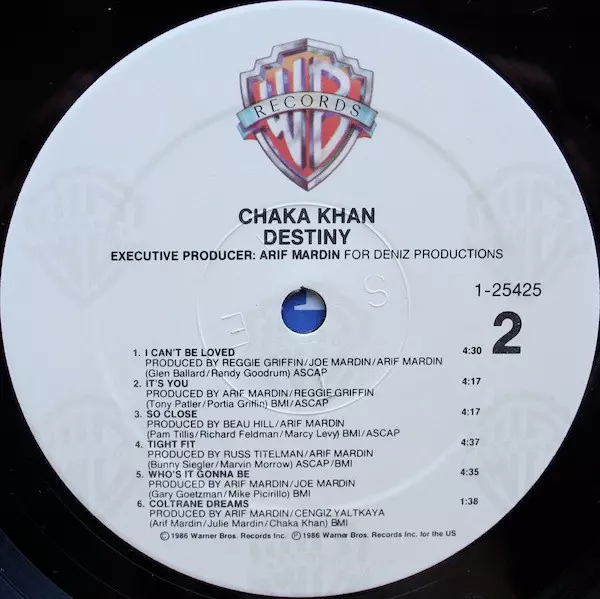 WB
RECORDS
CHAKA KHAN
DESTINY
EXECUTIVE PRODUCER: ARIF MARDIN FOR DENIZ PRODUCTIONS
1-25425
2
S
E
1. I CAN'T BE LOVED 4:30
PRODUCED BY REGGIE GRIFFIN/JOE MARDIN/ARIF MARDIN
(Glen Ballard/Randy Goodrum) ASCAP
2. IT'S YOU 4:17
PRODUCED BY ARIF MARDIN/REGGIE GRIFFIN
(Tony Patler/Portia Griffin) BMI/ASCAP
3. SO CLOSE 4:17
PRODUCED BY BEAU HILL/ARIF MARDIN
(Pam Tillis/Richard Feldman/Marcy Levy) BMI/ASCAP
4. TIGHT FIT 4:37
PRODUCED BY RUSS TITELMAN/ARIF MARDIN
(Bunny Siegler/Marvin Morrow) ASCAP/BMI
5. WHO'S IT GONNA BE 4:35
PRODUCED BY ARIF MARDIN/JOE MARDIN
(Gary Goetzman/Mike Picirillo) BMI
6. COLTRANE DREAMS 1:38
PRODUCED BY ARIF MARDIN/CENGIZ YALTKAYA
(Arif Mardin/Julie Mardin/Chaka Khan) BMI
©1986 Warner Bros. Records Inc. ℗1986 Warner Bros. Records Inc. for the US